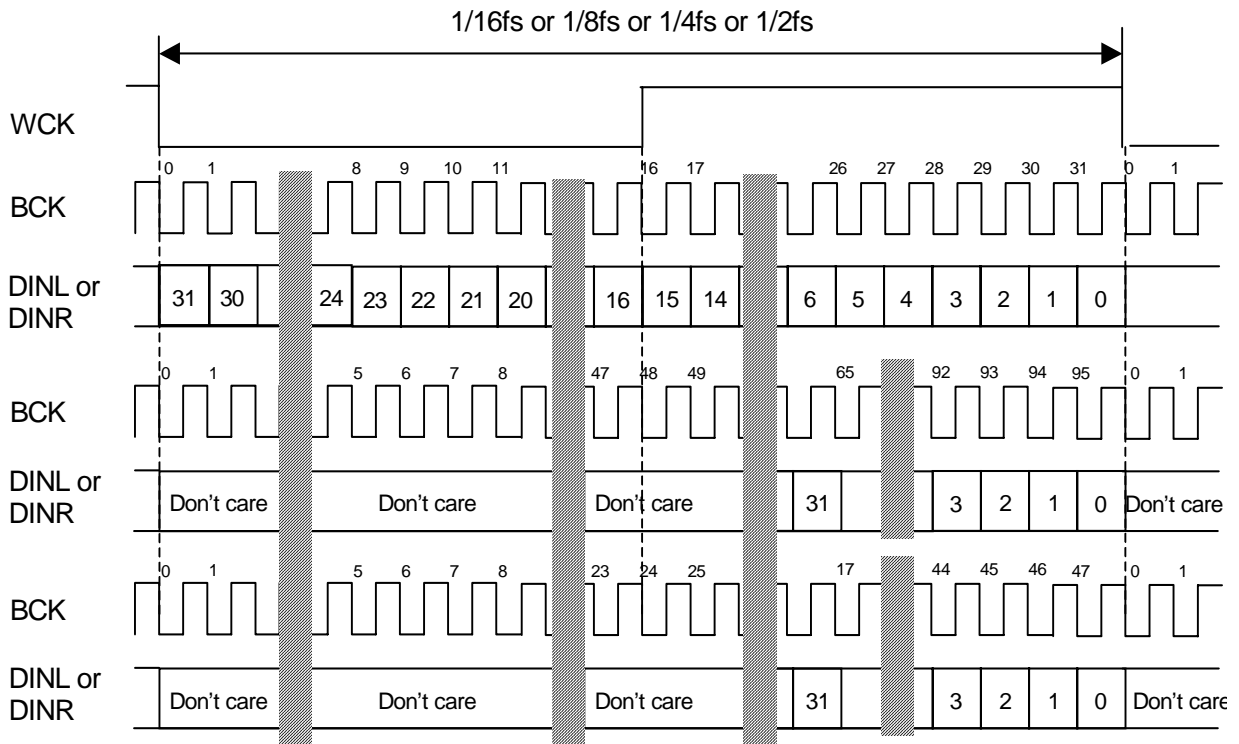 1/16fs or 1/8fs or 1/4fs or 1/2fs
WCK
0 1 8 9 10 11 16 17 26 27 28 29 30 31 0 1
BCK
DINL or
DINR
31 30 24 23 22 21 20 16 15 14 6 5 4 3 2 1 0
0 1 5 6 7 8 47 48 49 65 92 93 94 95 0 1
BCK
DINL or
DINR
Don't care Don't care Don't care 31 3 2 1 0 Don't care
0 1 5 6 7 8 23 24 25 17 44 45 46 47 0 1
BCK
DINL or
DINR
Don't care Don't care Don't care 31 3 2 1 0 Don't care